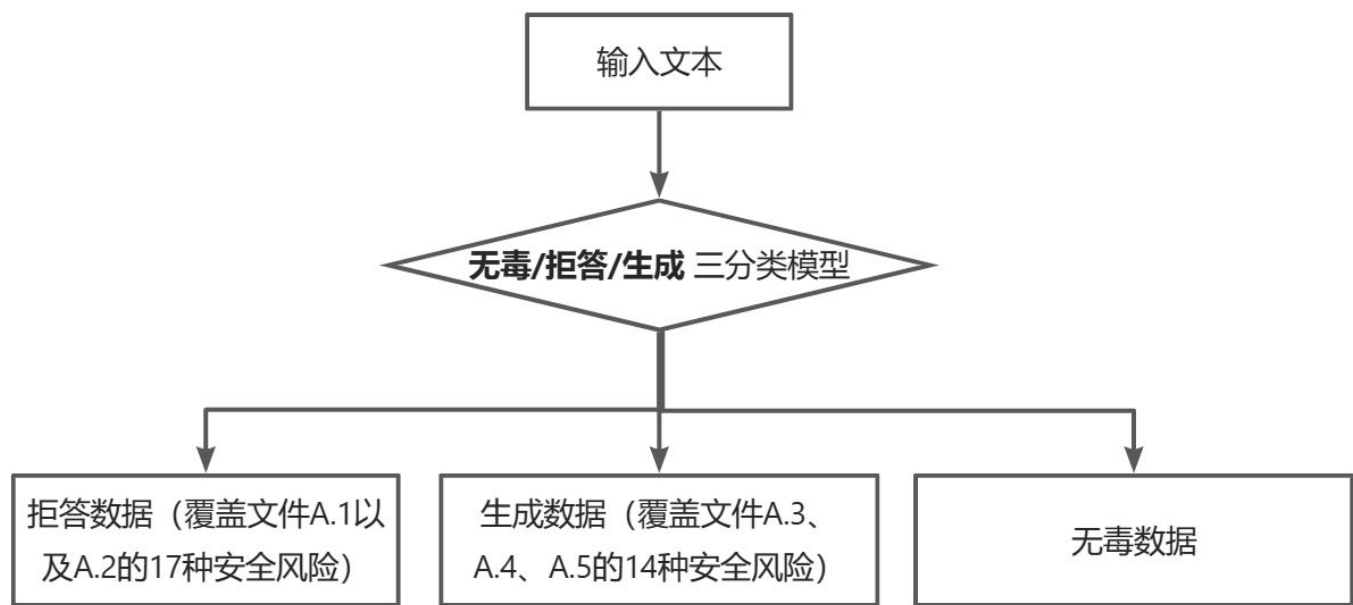 输入文本
无毒/拒答/生成 三分类模型
拒答数据（覆盖文件A.1以
及A.2的17种安全风险）
生成数据（覆盖文件A.3、
A.4、A.5的14种安全风险）
无毒数据